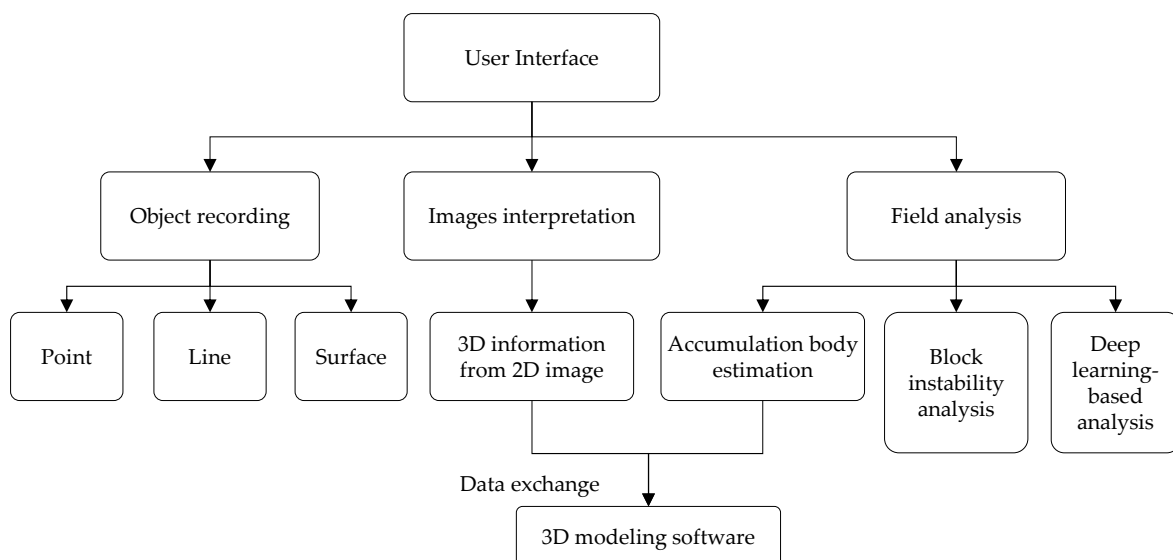 User Interface
Object recording
Images interpretation
Field analysis
Point
Line
Surface
3D information
from 2D image
Accumulation body
estimation
Block
instability
analysis
Deep
learning-
based
analysis
Data exchange
3D modeling software